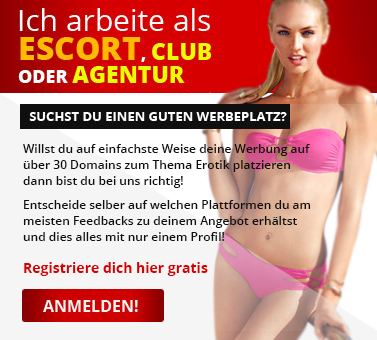 Ich arbeite als
ESCORT, CLUB
ODER AGENTUR
SUCHST DU EINEN GUTEN WERBEPLATZ?
Willst du auf einfachste Weise deine Werbung auf
über 30 Domains zum Thema Erotik platzieren
dann bist du bei uns richtig!
Entscheide selber auf welchen Plattformen du am
meisten Feedbacks zu deinem Angebot erhältst
und dies alles mit nur einem Profil!
Registriere dich hier gratis
ANMELDEN!